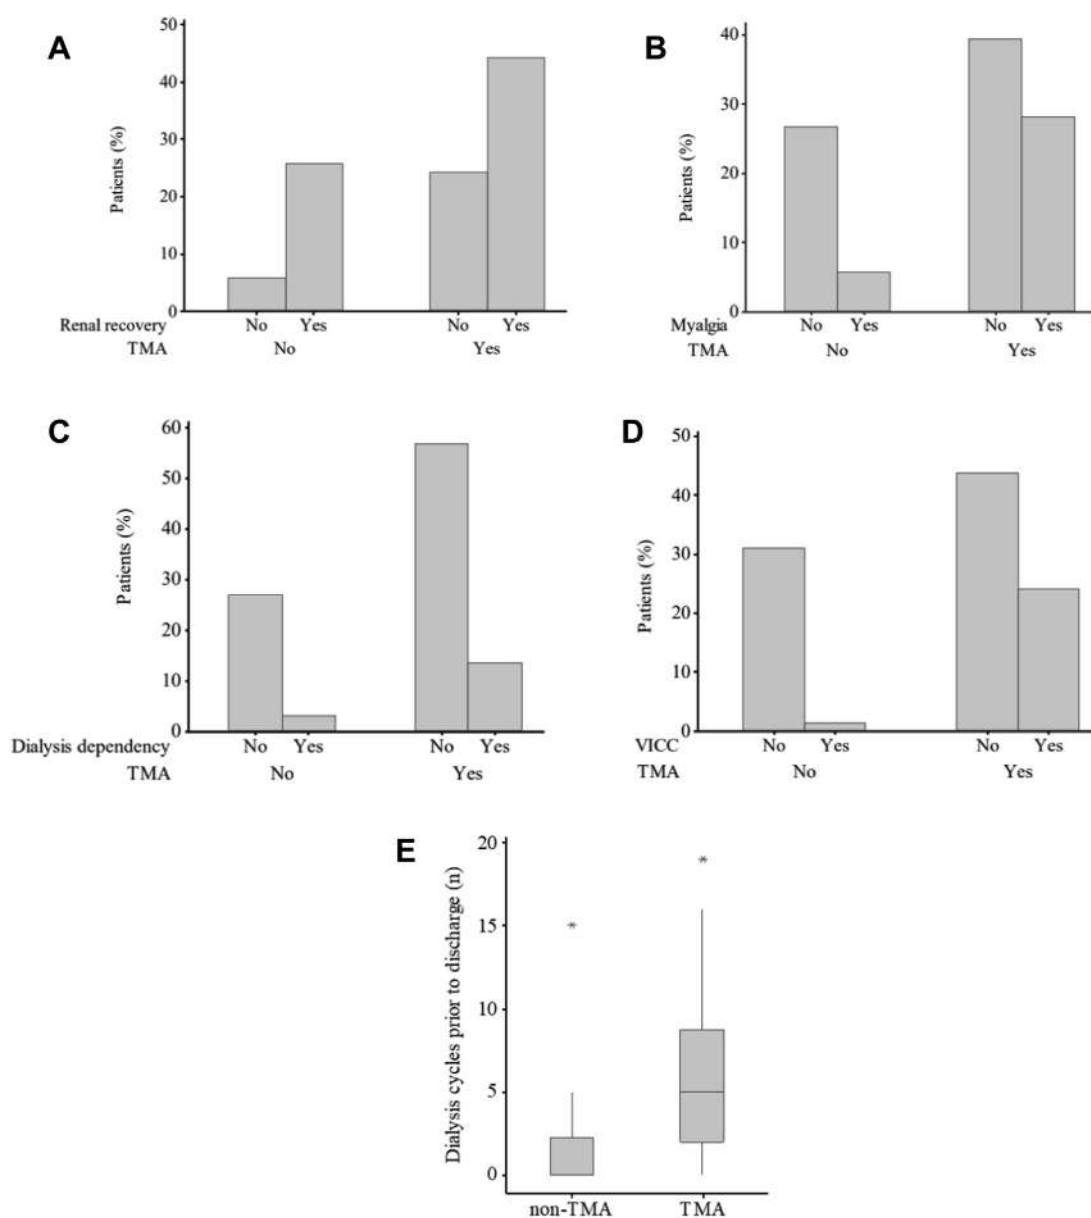 A
50
40
30
20
10
0
Patients (%)
Renal recovery No Yes No Yes
TMA No Yes
B
40
30
20
10
0
Patients (%)
Myalgia No Yes No Yes
TMA No Yes
C
60
50
40
30
20
10
0
Patients (%)
Dialysis dependency No Yes No Yes
TMA No Yes
D
50
40
30
20
10
0
Patients (%)
VICC No Yes No Yes
TMA No Yes
E
20
15
10
5
0
Dialysis cycles prior to discharge (n)
* *
non-TMA TMA